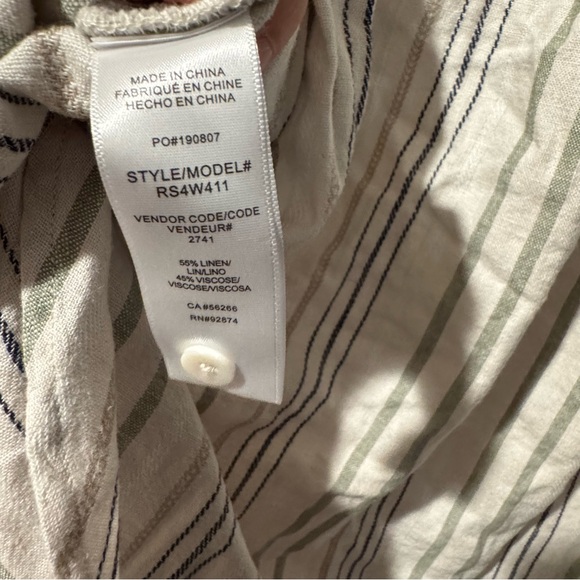 MADE IN CHINA
FABRIQUÉ EN CHINE
HECHO EN CHINA
PO#190807
STYLE/MODEL#
RS4W411
VENDOR CODE/CODE
VENDEUR#
2741
55% LINEN/
LIN/LINO
45% VISCOSE/
VISCOSE/VISCOSA
CA#56266
RN#92874